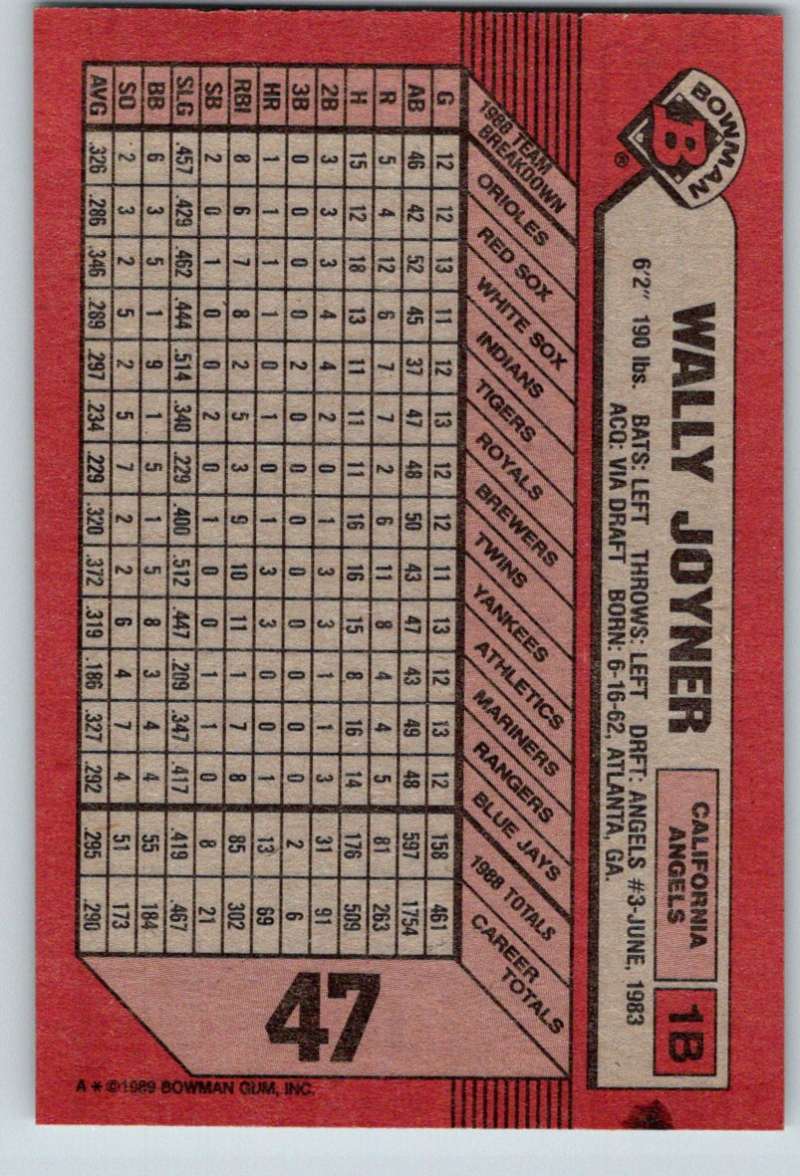 BOWMAN
B
®
WALLY JOYNER
CALIFORNIA
ANGELS
1B
6'2" 190 lbs. BATS: LEFT THROWS: LEFT DRFT: ANGELS #3-JUNE, 1983
ACQ: VIA DRAFT BORN: 6-16-62, ATLANTA, GA.
1988 TEAM
BREAKDOWN
ORIOLES
RED SOX
WHITE SOX
INDIANS
TIGERS
ROYALS
BREWERS
TWINS
YANKEES
ATHLETICS
MARINERS
RANGERS
BLUE JAYS
1988 TOTALS
CAREER
TOTALS
G 12 12 13 11 12 13 12 12 11 13 12 13 12 158 461
AB 46 42 52 45 37 47 48 50 43 47 43 49 48 597 1754
R 5 4 12 6 7 7 2 6 11 8 4 4 5 81 263
H 15 12 18 13 11 11 11 16 16 15 8 16 14 176 509
2B 3 3 3 4 4 2 0 1 3 3 1 1 3 31 91
3B 0 0 0 0 2 0 0 0 0 0 0 0 0 2 6
HR 1 1 1 1 0 1 0 1 3 3 0 0 1 13 69
RBI 8 6 7 8 2 5 3 9 10 11 1 7 8 85 302
SB 2 0 1 0 0 2 0 1 0 0 1 1 0 8 21
SLG .457 .429 .462 .444 .514 .340 .229 .400 .512 .447 .209 .347 .417 .419 .467
BB 6 3 5 1 9 1 5 1 5 8 3 4 4 55 184
SO 2 3 2 5 2 5 7 2 2 6 4 7 4 51 173
AVG .326 .286 .346 .289 .297 .234 .229 .320 .372 .319 .186 .327 .292 .295 .290
47
A * ©1989 BOWMAN GUM, INC.